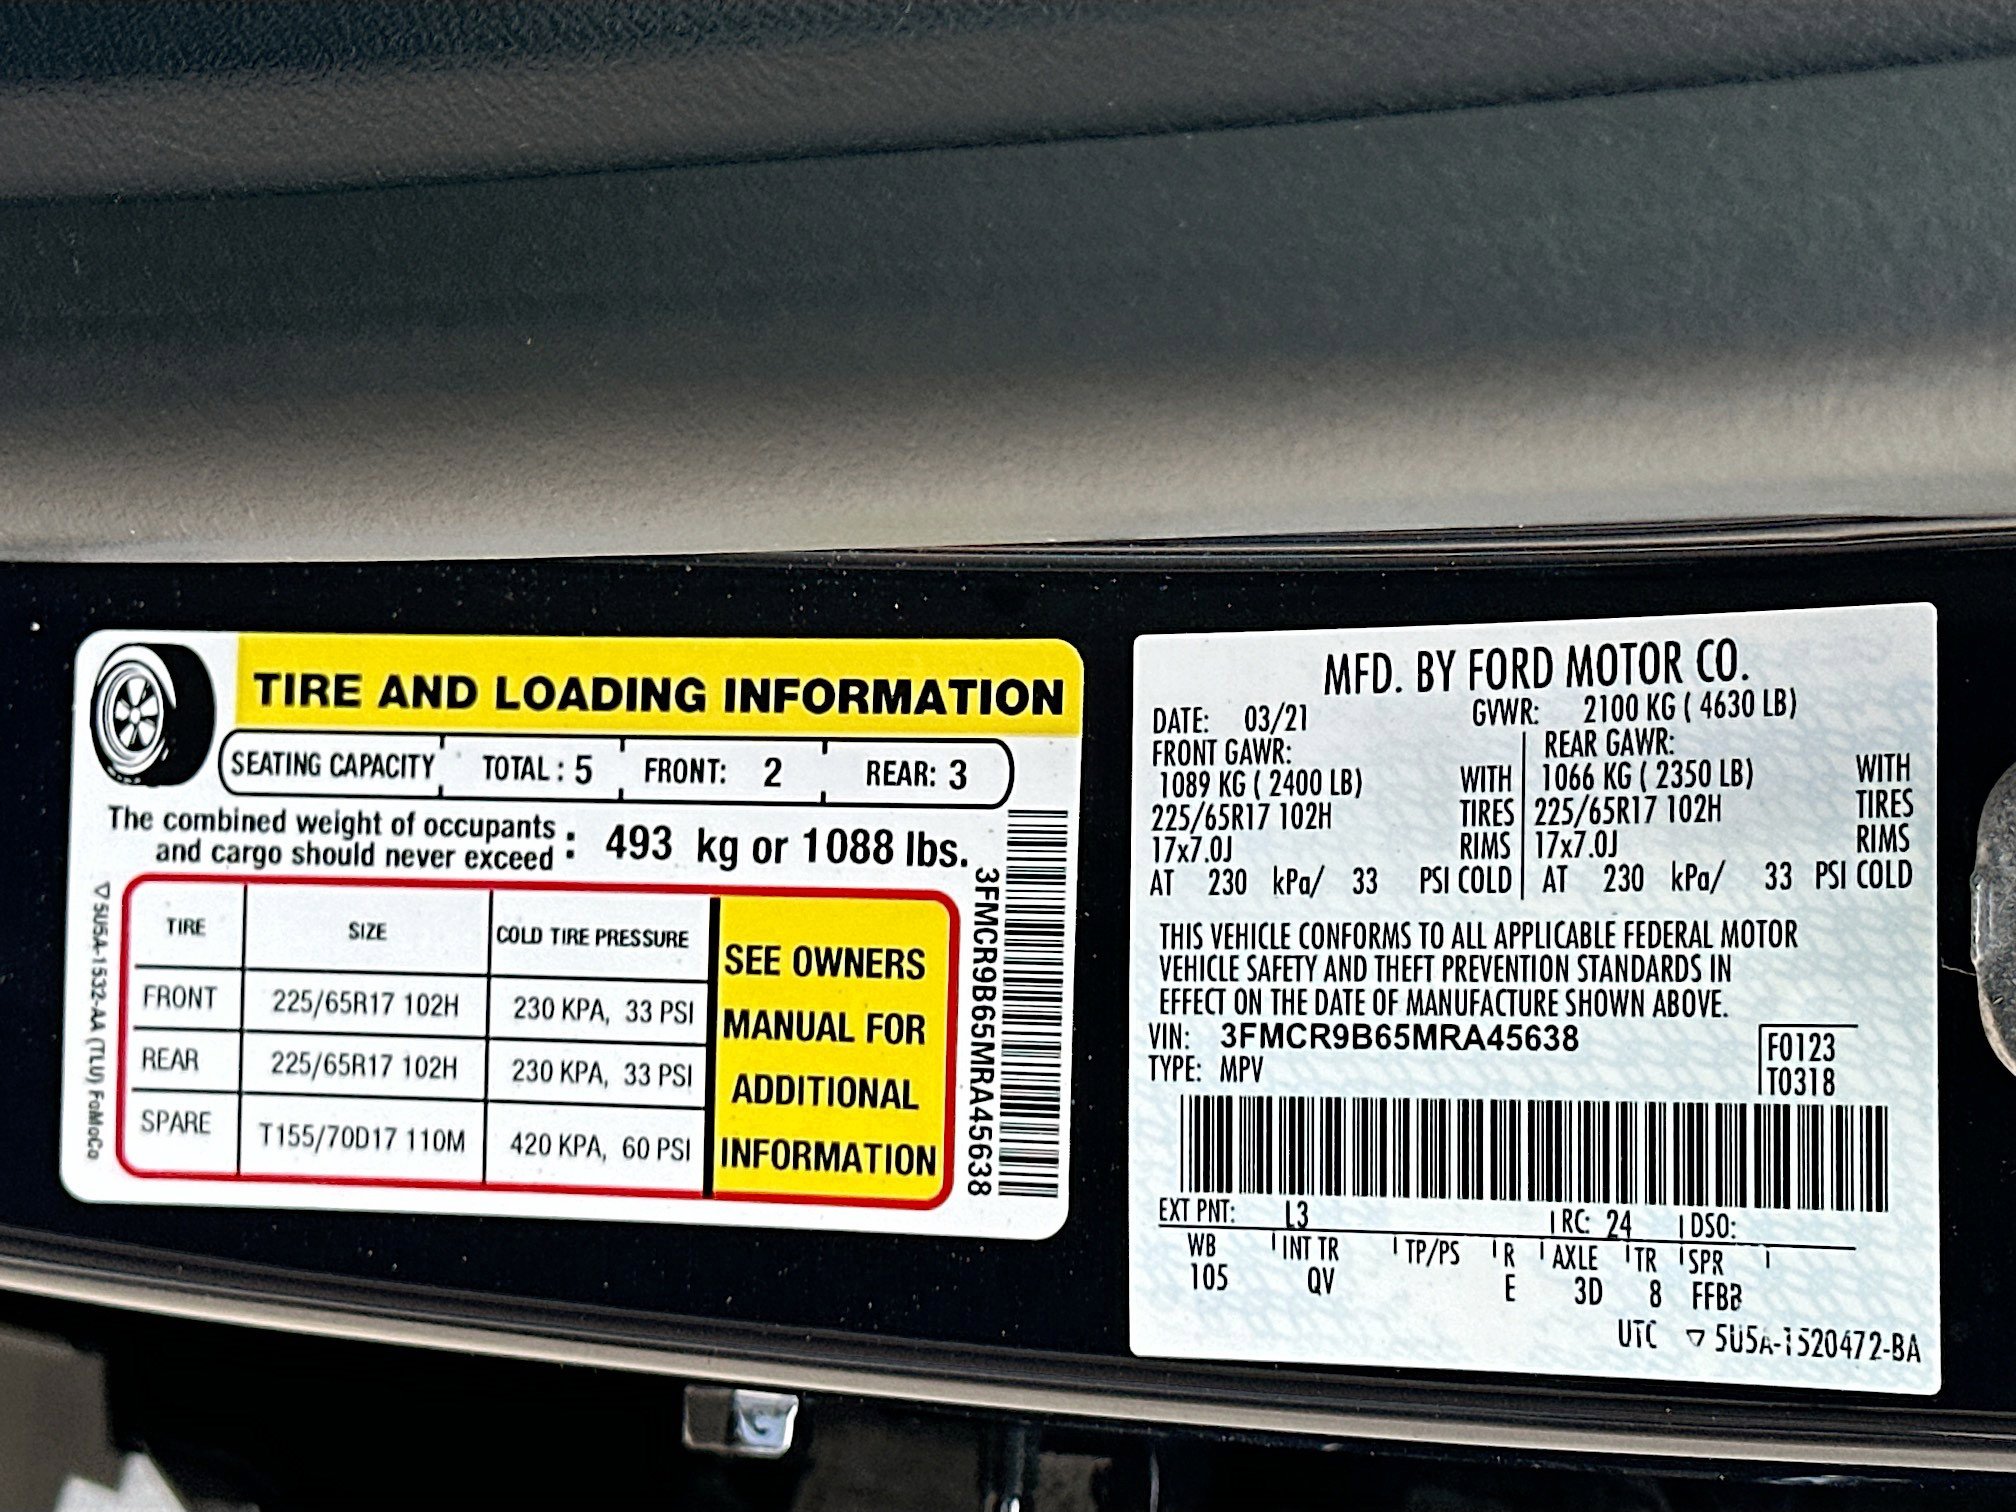 TIRE AND LOADING INFORMATION
SEATING CAPACITY TOTAL : 5 FRONT: 2 REAR: 3
The combined weight of occupants
and cargo should never exceed : 493 kg or 1088 lbs.
TIRE SIZE COLD TIRE PRESSURE
FRONT 225/65R17 102H 230 KPA, 33 PSI
REAR 225/65R17 102H 230 KPA, 33 PSI
SPARE T155/70D17 110M 420 KPA, 60 PSI
SEE OWNERS
MANUAL FOR
ADDITIONAL
INFORMATION
3FMCR9B65MRA45638
5U5A-1532-AA (TLU) FoMoCo
MFD. BY FORD MOTOR CO.
DATE: 03/21 GVWR: 2100 KG ( 4630 LB)
FRONT GAWR: REAR GAWR:
1089 KG ( 2400 LB) WITH 1066 KG ( 2350 LB) WITH
225/65R17 102H TIRES 225/65R17 102H TIRES
17x7.0J RIMS 17x7.0J RIMS
AT 230 kPa/ 33 PSI COLD AT 230 kPa/ 33 PSI COLD
THIS VEHICLE CONFORMS TO ALL APPLICABLE FEDERAL MOTOR
VEHICLE SAFETY AND THEFT PREVENTION STANDARDS IN
EFFECT ON THE DATE OF MANUFACTURE SHOWN ABOVE.
VIN: 3FMCR9B65MRA45638
TYPE: MPV
F0123
T0318
EXT PNT: L3 RC: 24 DSO:
WB INT TR TP/PS R AXLE TR SPR
105 QV E 3D 8 FFBB
UTC 5U5A-1520472-BA